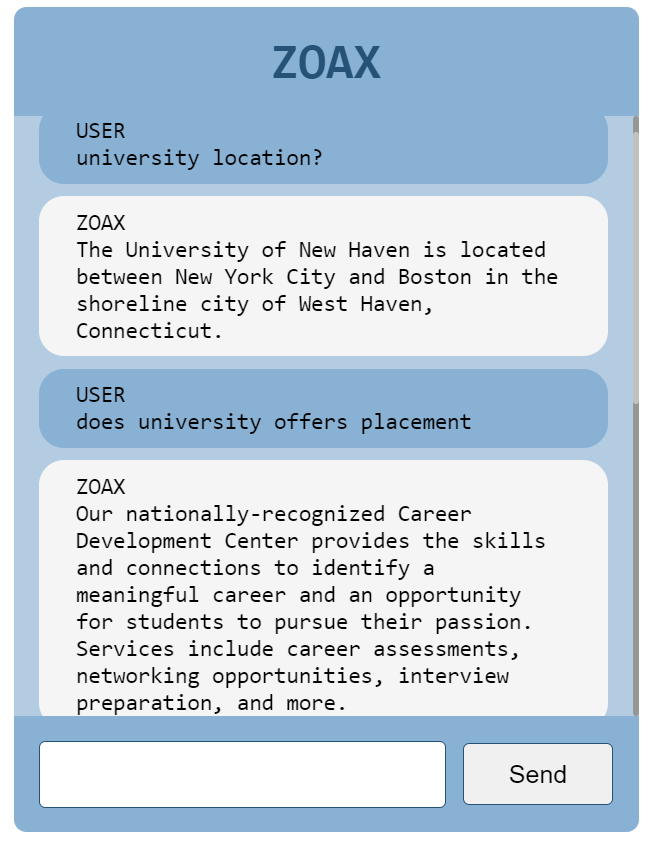 ZOAX
USER
university location?
ZOAX
The University of New Haven is located
between New York City and Boston in the
shoreline city of West Haven,
Connecticut.
USER
does university offers placement
ZOAX
Our nationally-recognized Career
Development Center provides the skills
and connections to identify a
meaningful career and an opportunity
for students to pursue their passion.
Services include career assessments,
networking opportunities, interview
preparation, and more.
Send